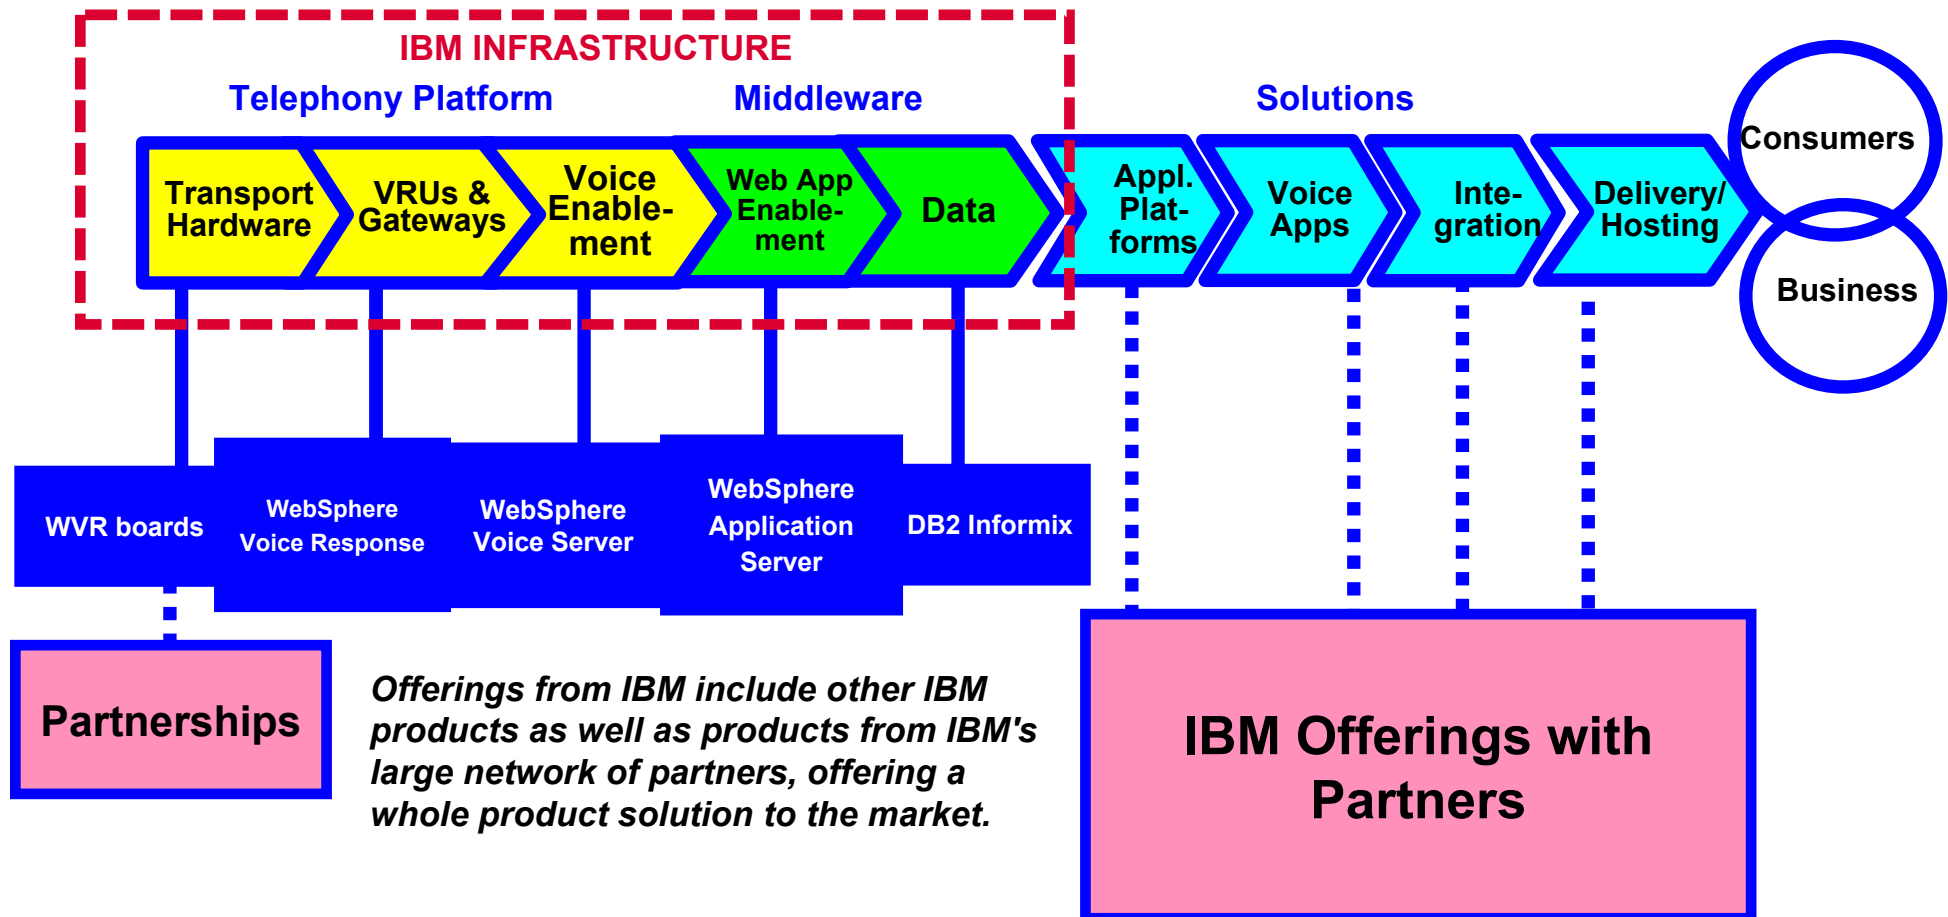 IBM INFRASTRUCTURE
Telephony Platform
Middleware
Solutions
Transport
Hardware
VRUs &
Gateways
Voice
Enable-
ment
Web App
Enable-
ment
Data
Appl.
Plat-
forms
Voice
Apps
Inte-
gration
Delivery/
Hosting
Consumers
Business
WVR boards
WebSphere
Voice Response
WebSphere
Voice Server
WebSphere
Application
Server
DB2 Informix
Partnerships
Offerings from IBM include other IBM
products as well as products from IBM's
large network of partners, offering a
whole product solution to the market.
IBM Offerings with
Partners